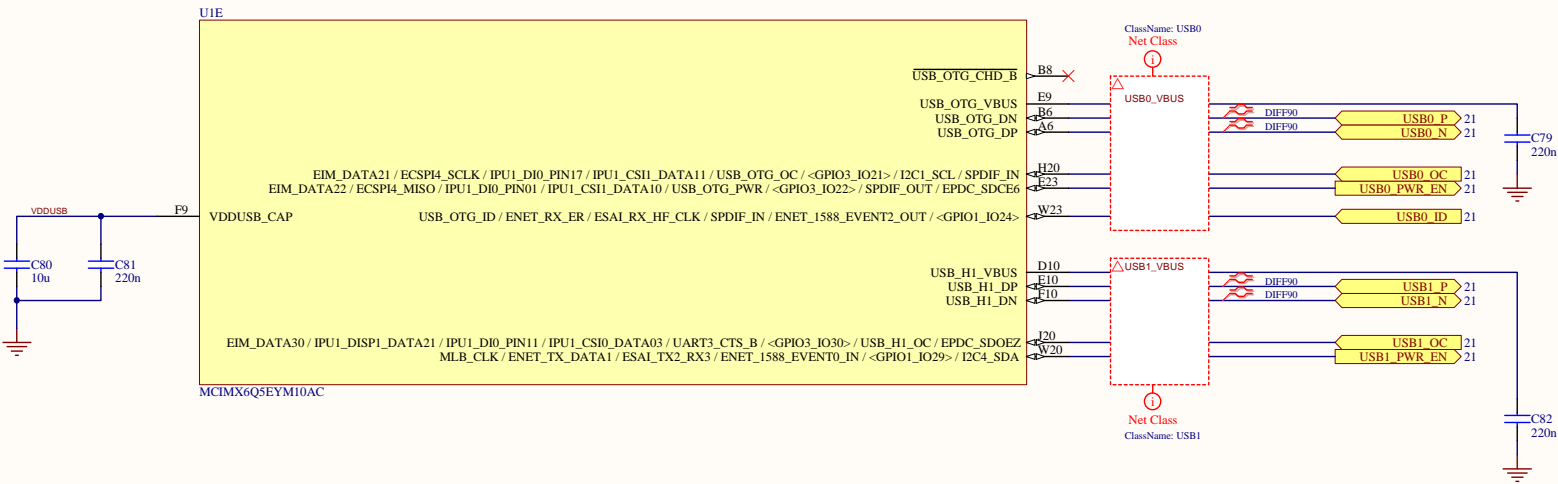 U1E
ClassName: USB0
Net Class
i
USB_OTG_CHD_B B8
USB_OTG_VBUS E9 USB0_VBUS
USB_OTG_DN B6 DIFF90 USB0_P 21
USB_OTG_DP A6 DIFF90 USB0_N 21
C79
220n
EIM_DATA21 / ECSPI4_SCLK / IPU1_DI0_PIN17 / IPU1_CSI1_DATA11 / USB_OTG_OC / <GPIO3_IO21> / I2C1_SCL / SPDIF_IN H20 USB0_OC 21
EIM_DATA22 / ECSPI4_MISO / IPU1_DI0_PIN01 / IPU1_CSI1_DATA10 / USB_OTG_PWR / <GPIO3_IO22> / SPDIF_OUT / EPDC_SDCE6 E23 USB0_PWR_EN 21
VDDUSB F9 VDDUSB_CAP USB_OTG_ID / ENET_RX_ER / ESAI_RX_HF_CLK / SPDIF_IN / ENET_1588_EVENT2_OUT / <GPIO1_IO24> W23 USB0_ID 21
C80 C81
10u 220n
USB_H1_VBUS D10 USB1_VBUS
USB_H1_DP E10 DIFF90 USB1_P 21
USB_H1_DN F10 DIFF90 USB1_N 21
EIM_DATA30 / IPU1_DISP1_DATA21 / IPU1_DI0_PIN11 / IPU1_CSI0_DATA03 / UART3_CTS_B / <GPIO3_IO30> / USB_H1_OC / EPDC_SDOEZ J20 USB1_OC 21
MLB_CLK / ENET_TX_DATA1 / ESAI_TX2_RX3 / ENET_1588_EVENT0_IN / <GPIO1_IO29> / I2C4_SDA W20 USB1_PWR_EN 21
MCIMX6Q5EYM10AC
i
Net Class
ClassName: USB1
C82
220n